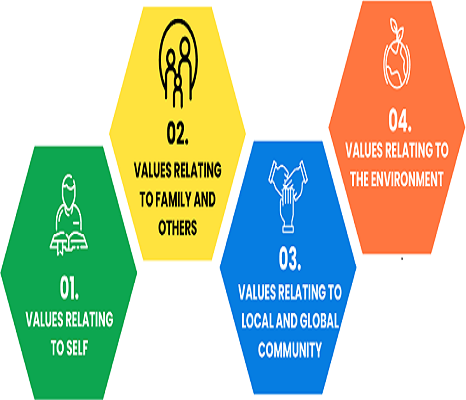 01.
VALUES RELATING
TO SELF
02.
VALUES RELATING
TO FAMILY AND
OTHERS
03.
VALUES RELATING TO
LOCAL AND GLOBAL
COMMUNITY
04.
VALUES RELATING TO
THE ENVIRONMENT